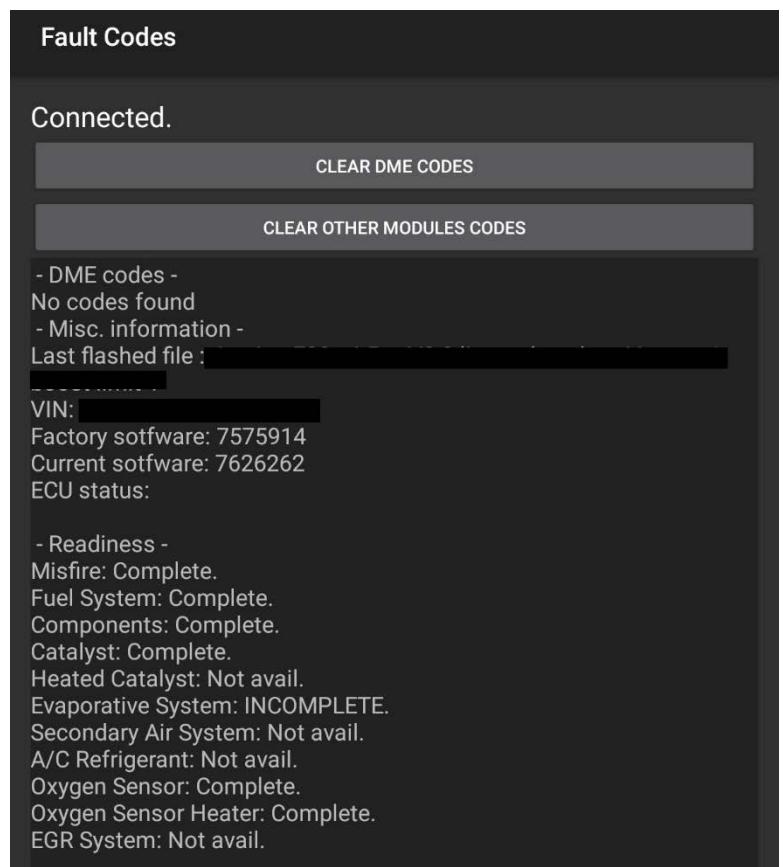 Fault Codes
Connected.
CLEAR DME CODES
CLEAR OTHER MODULES CODES
- DME codes -
No codes found
- Misc. information -
Last flashed file :
VIN:
Factory sotfware: 7575914
Current sotfware: 7626262
ECU status:
- Readiness -
Misfire: Complete.
Fuel System: Complete.
Components: Complete.
Catalyst: Complete.
Heated Catalyst: Not avail.
Evaporative System: INCOMPLETE.
Secondary Air System: Not avail.
A/C Refrigerant: Not avail.
Oxygen Sensor: Complete.
Oxygen Sensor Heater: Complete.
EGR System: Not avail.